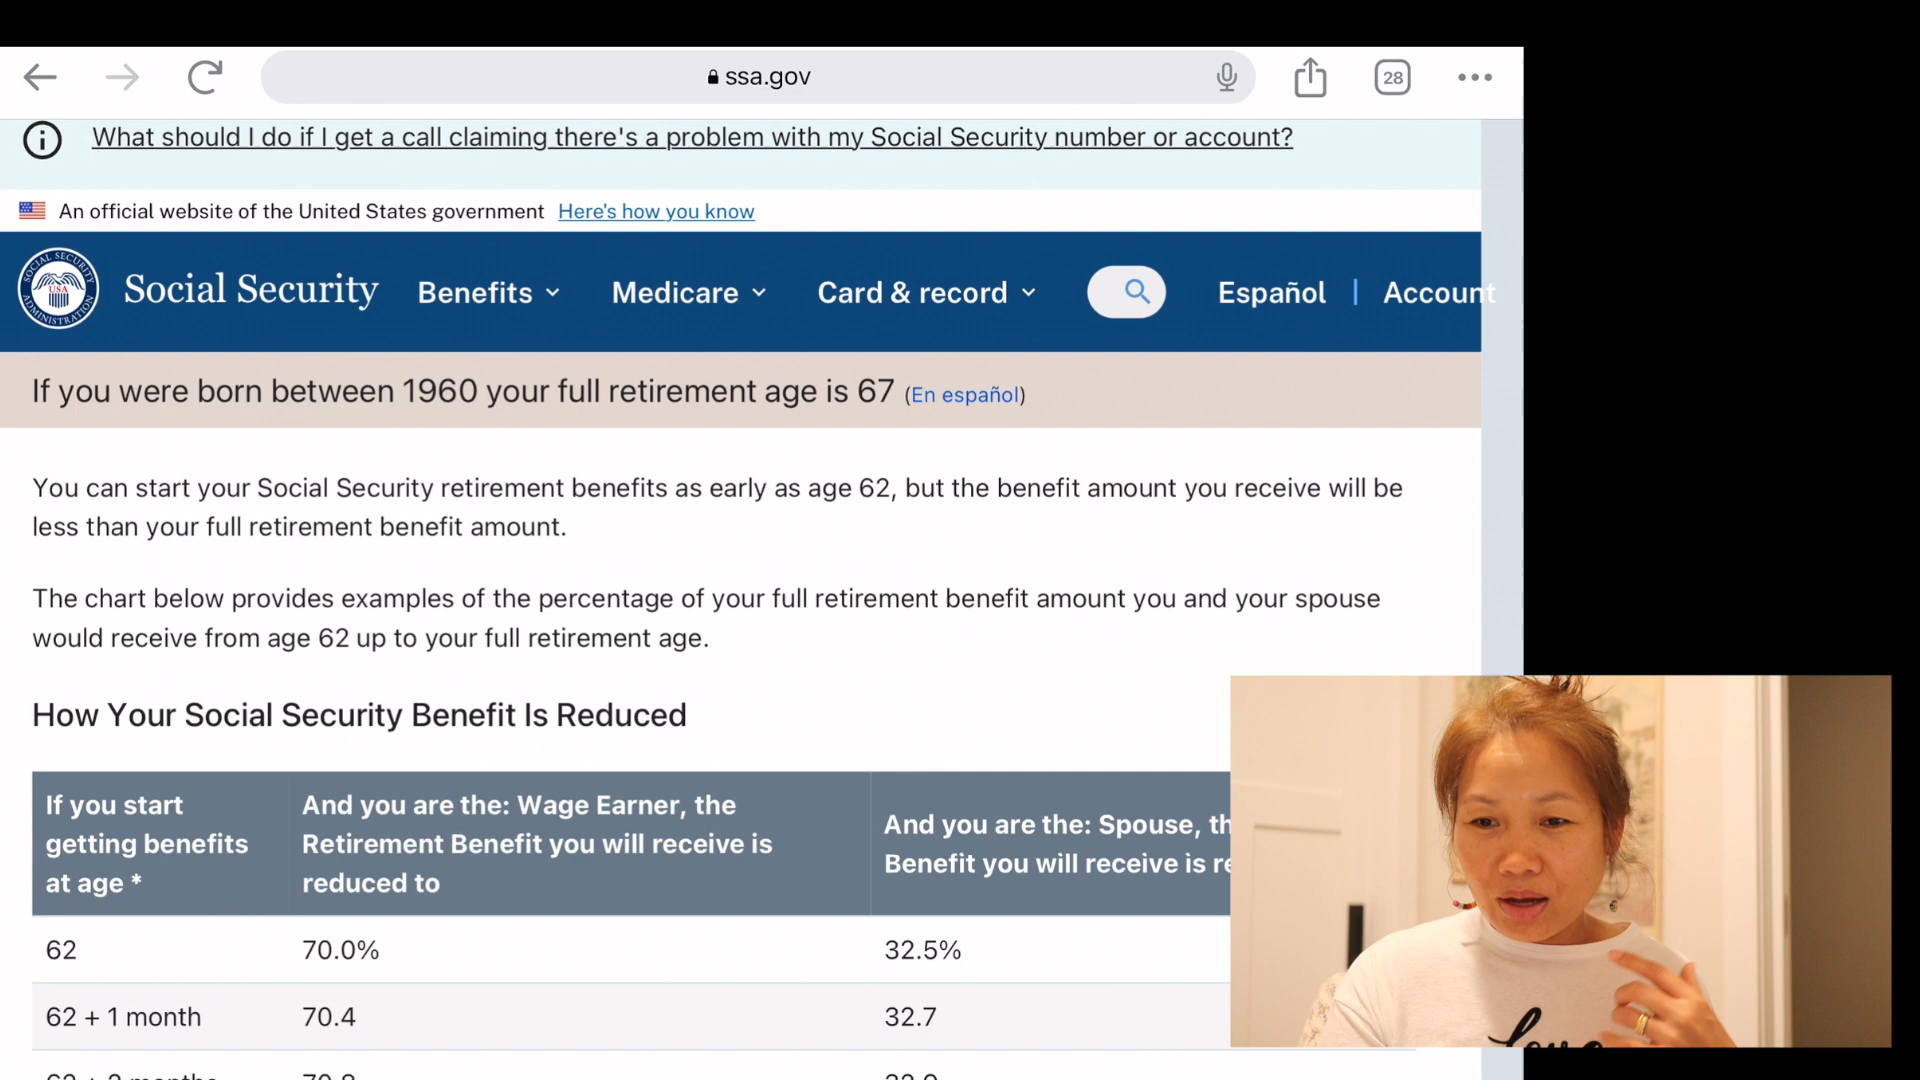 ssa.gov
28
What should I do if I get a call claiming there's a problem with my Social Security number or account?
An official website of the United States government Here's how you know
SOCIAL SECURITY ADMINISTRATION
USA
Social Security Benefits Medicare Card & record Español | Account
If you were born between 1960 your full retirement age is 67 (En español)
You can start your Social Security retirement benefits as early as age 62, but the benefit amount you receive will be
less than your full retirement benefit amount.
The chart below provides examples of the percentage of your full retirement benefit amount you and your spouse
would receive from age 62 up to your full retirement age.
How Your Social Security Benefit Is Reduced
If you start
getting benefits
at age *
And you are the: Wage Earner, the
Retirement Benefit you will receive is
reduced to
And you are the: Spouse, th
Benefit you will receive is re
62 70.0% 32.5%
62 + 1 month 70.4 32.7
love